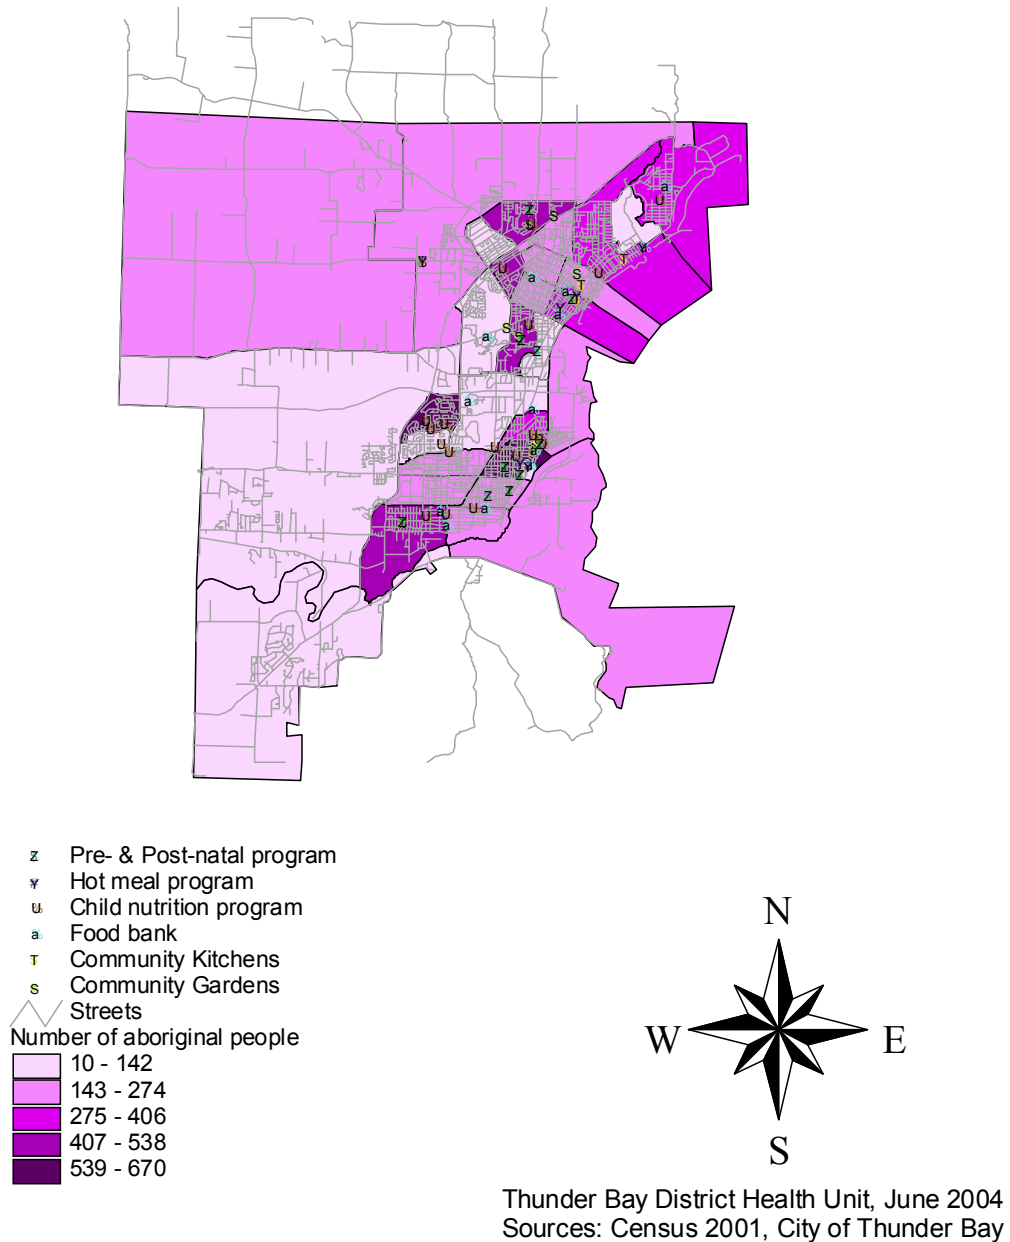 Z Pre- & Post-natal program
Y Hot meal program
U Child nutrition program
a Food bank
T Community Kitchens
S Community Gardens
Streets
Number of aboriginal people
10 - 142
143 - 274
275 - 406
407 - 538
539 - 670
N
W E
S
Thunder Bay District Health Unit, June 2004
Sources: Census 2001, City of Thunder Bay